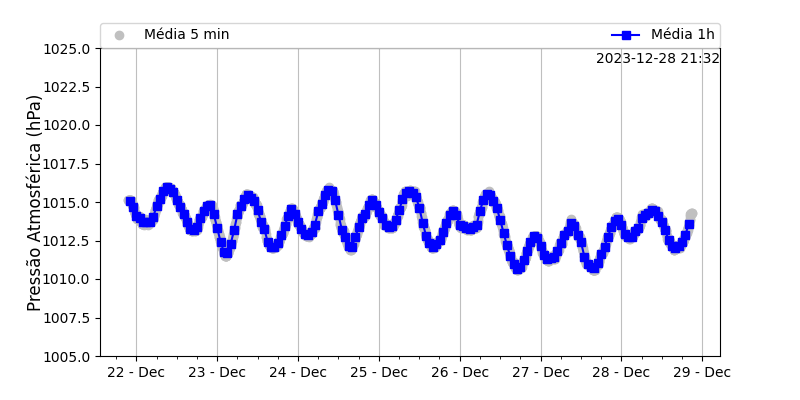 Média 5 min
Média 1h
2023-12-28 21:32
Pressão Atmosférica (hPa)
1025.0
1022.5
1020.0
1017.5
1015.0
1012.5
1010.0
1007.5
1005.0
22 - Dec
23 - Dec
24 - Dec
25 - Dec
26 - Dec
27 - Dec
28 - Dec
29 - Dec